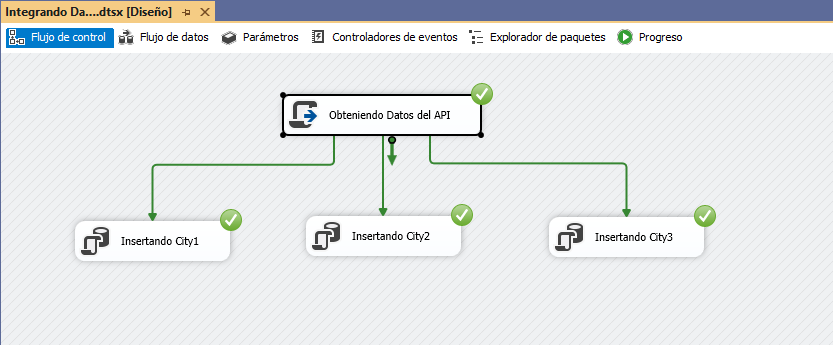 Integrando Da....dtsx [Diseño]
Flujo de control
Flujo de datos
Parámetros
Controladores de eventos
Explorador de paquetes
Progreso
Obteniendo Datos del API
Insertando City1
Insertando City2
Insertando City3